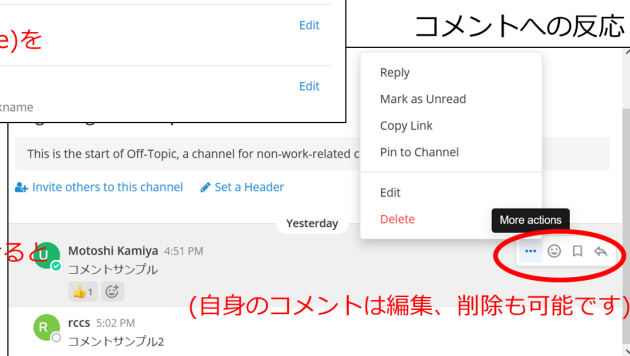 コメントへの反応
Edit
e)を
Edit
kname
Reply
Mark as Unread
Copy Link
Pin to Channel
Edit
Delete
This is the start of Off-Topic, a channel for non-work-related c
Invite others to this channel
Set a Header
Yesterday
More actions
ると
U
Motoshi Kamiya 4:51 PM
コメントサンプル
👍 1
(自身のコメントは編集、削除も可能です)
R
rccs 5:02 PM
コメントサンプル2